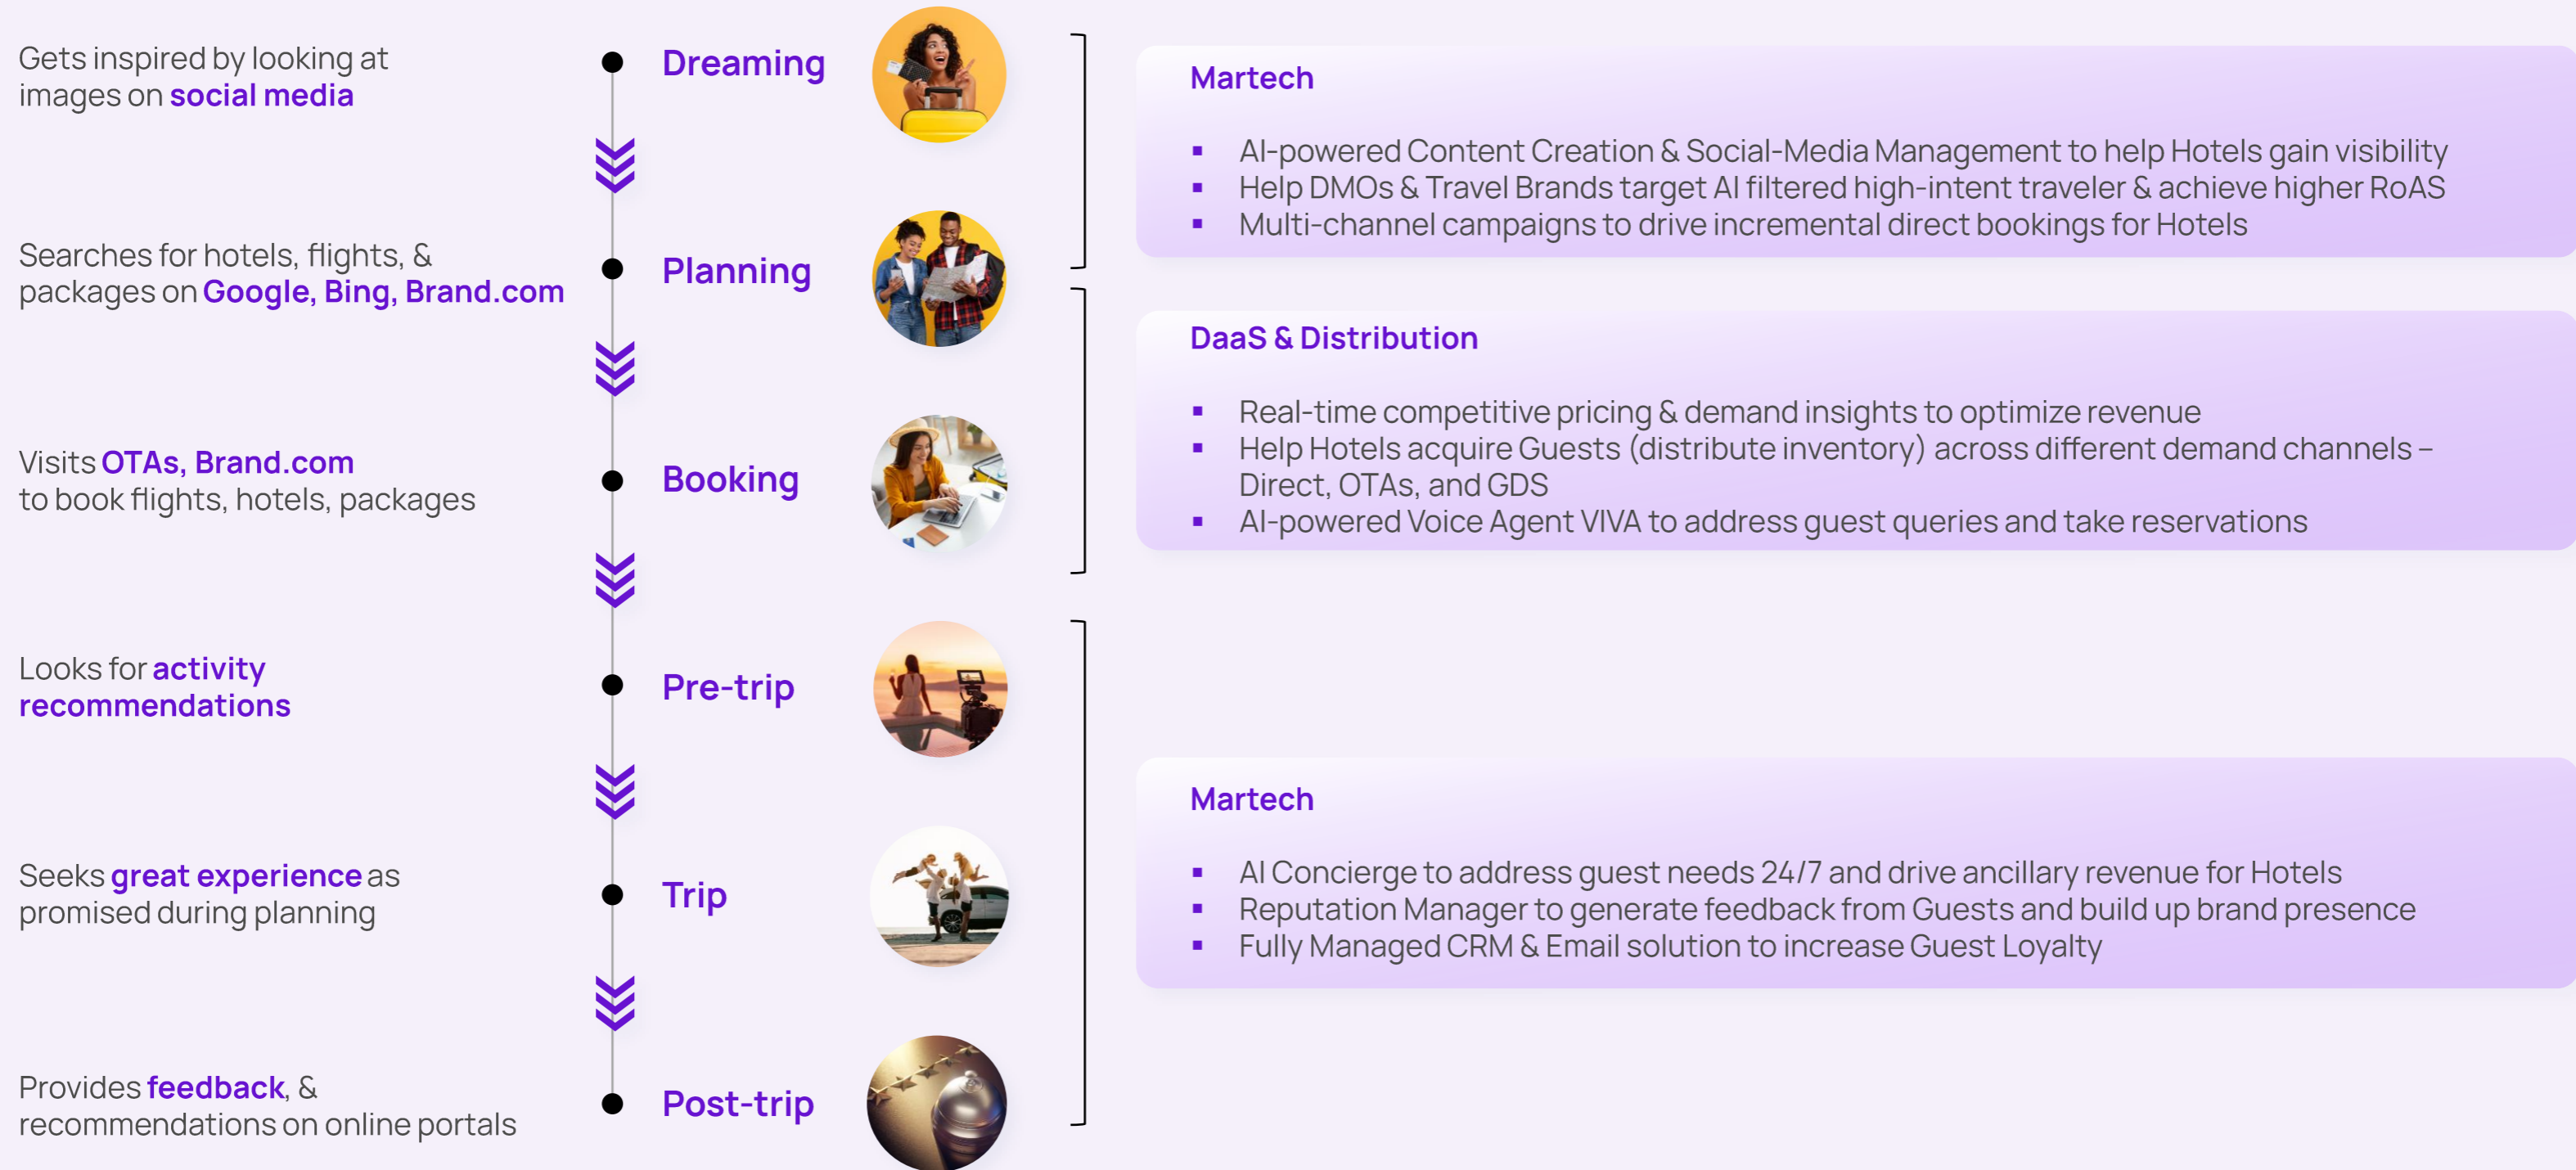 Gets inspired by looking at
images on social media
Dreaming
Searches for hotels, flights, &
packages on Google, Bing, Brand.com
Planning
Visits OTAs, Brand.com
to book flights, hotels, packages
Booking
Looks for activity
recommendations
Pre-trip
Seeks great experience as
promised during planning
Trip
Provides feedback, &
recommendations on online portals
Post-trip
Martech
▪ AI-powered Content Creation & Social-Media Management to help Hotels gain visibility
▪ Help DMOs & Travel Brands target AI filtered high-intent traveler & achieve higher RoAS
▪ Multi-channel campaigns to drive incremental direct bookings for Hotels
DaaS & Distribution
▪ Real-time competitive pricing & demand insights to optimize revenue
▪ Help Hotels acquire Guests (distribute inventory) across different demand channels –
Direct, OTAs, and GDS
▪ AI-powered Voice Agent VIVA to address guest queries and take reservations
Martech
▪ AI Concierge to address guest needs 24/7 and drive ancillary revenue for Hotels
▪ Reputation Manager to generate feedback from Guests and build up brand presence
▪ Fully Managed CRM & Email solution to increase Guest Loyalty